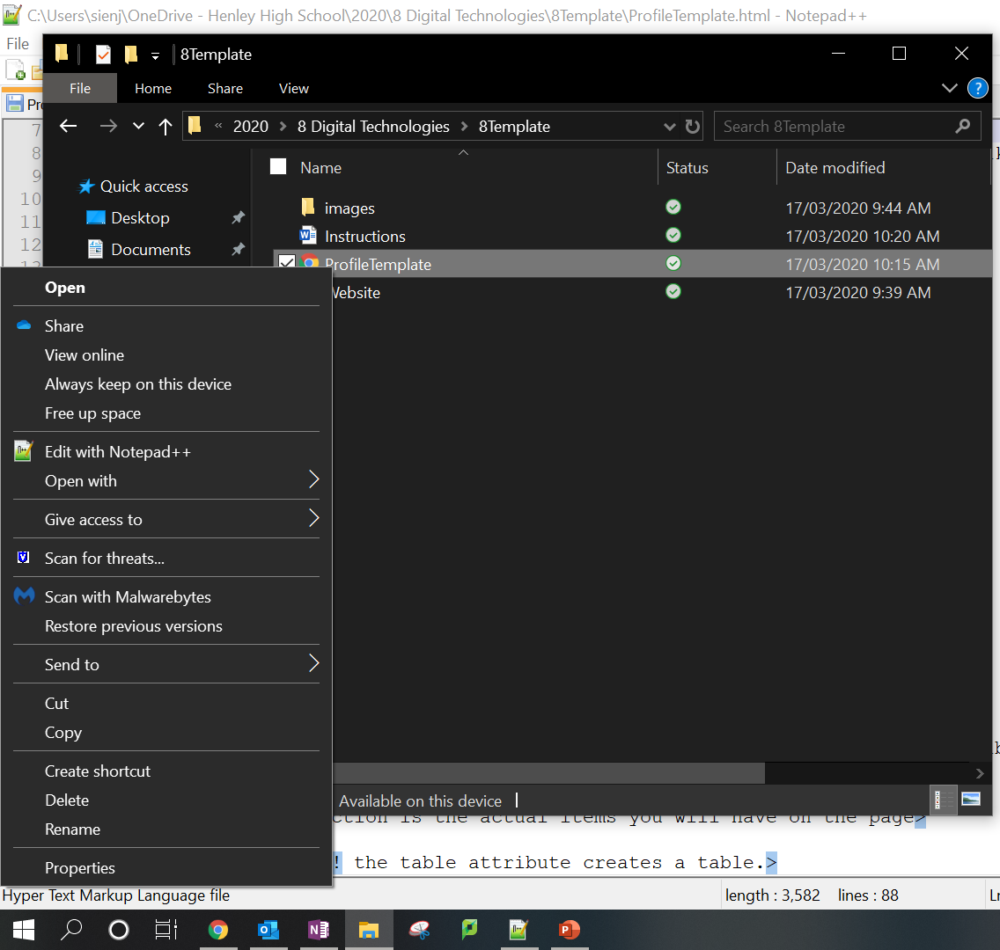 C:\Users\sienj\OneDrive - Henley High School\2020\8 Digital Technologies\8Template\ProfileTemplate.html - Notepad++
File
8Template
File Home Share View
?
Pr
« 2020 > 8 Digital Technologies > 8Template
Search 8Template
7
8
9
10
11
12
Name Status Date modified
Quick access
Desktop
Documents
images 17/03/2020 9:44 AM
Instructions 17/03/2020 10:20 AM
ProfileTemplate 17/03/2020 10:15 AM
Website 17/03/2020 9:39 AM
Open
Share
View online
Always keep on this device
Free up space
Edit with Notepad++
Open with
Give access to
Scan for threats...
Scan with Malwarebytes
Restore previous versions
Send to
Cut
Copy
Create shortcut
Delete
Rename
Properties
Available on this device
ction is the actual items you will have on the page>
! the table attribute creates a table.>
Hyper Text Markup Language file length : 3,582 lines : 88 Ln